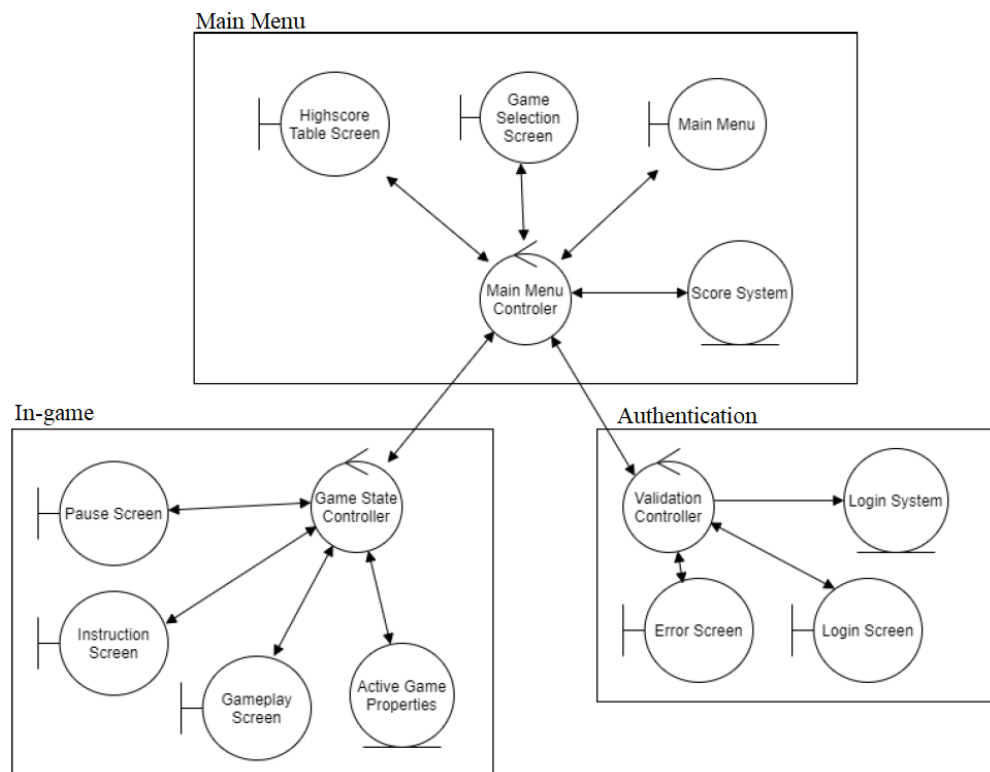 Main Menu
Highscore
Table Screen
Game
Selection
Screen
Main Menu
Main Menu
Controler
Score System
In-game
Pause Screen
Game State
Controller
Instruction
Screen
Gameplay
Screen
Active Game
Properties
Authentication
Validation
Controller
Login System
Error Screen
Login Screen